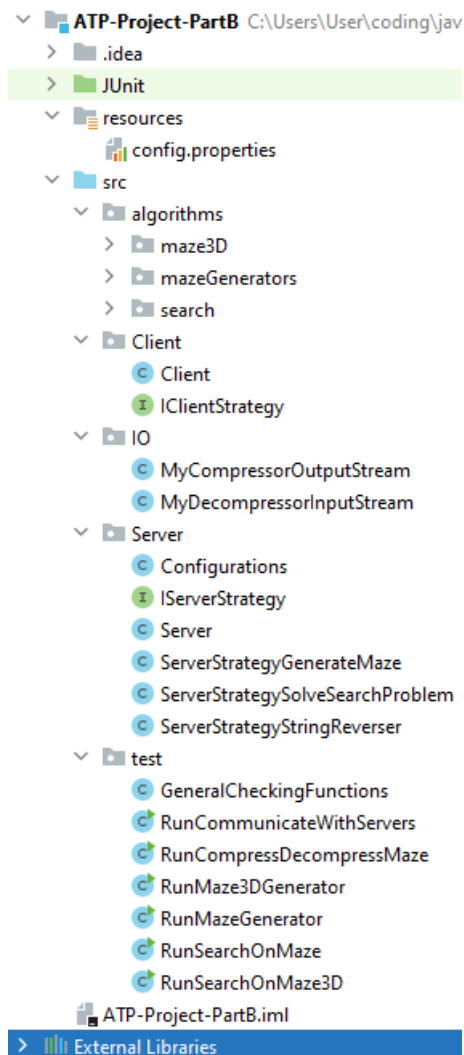 ATP-Project-PartB C:\Users\User\coding\jav
.idea
JUnit
resources
config.properties
src
algorithms
maze3D
mazeGenerators
search
Client
C Client
I IClientStrategy
IO
C MyCompressorOutputStream
C MyDecompressorInputStream
Server
C Configurations
I IServerStrategy
C Server
C ServerStrategyGenerateMaze
C ServerStrategySolveSearchProblem
C ServerStrategyStringReverser
test
C GeneralCheckingFunctions
C RunCommunicateWithServers
C RunCompressDecompressMaze
C RunMaze3DGenerator
C RunMazeGenerator
C RunSearchOnMaze
C RunSearchOnMaze3D
ATP-Project-PartB.iml
External Libraries